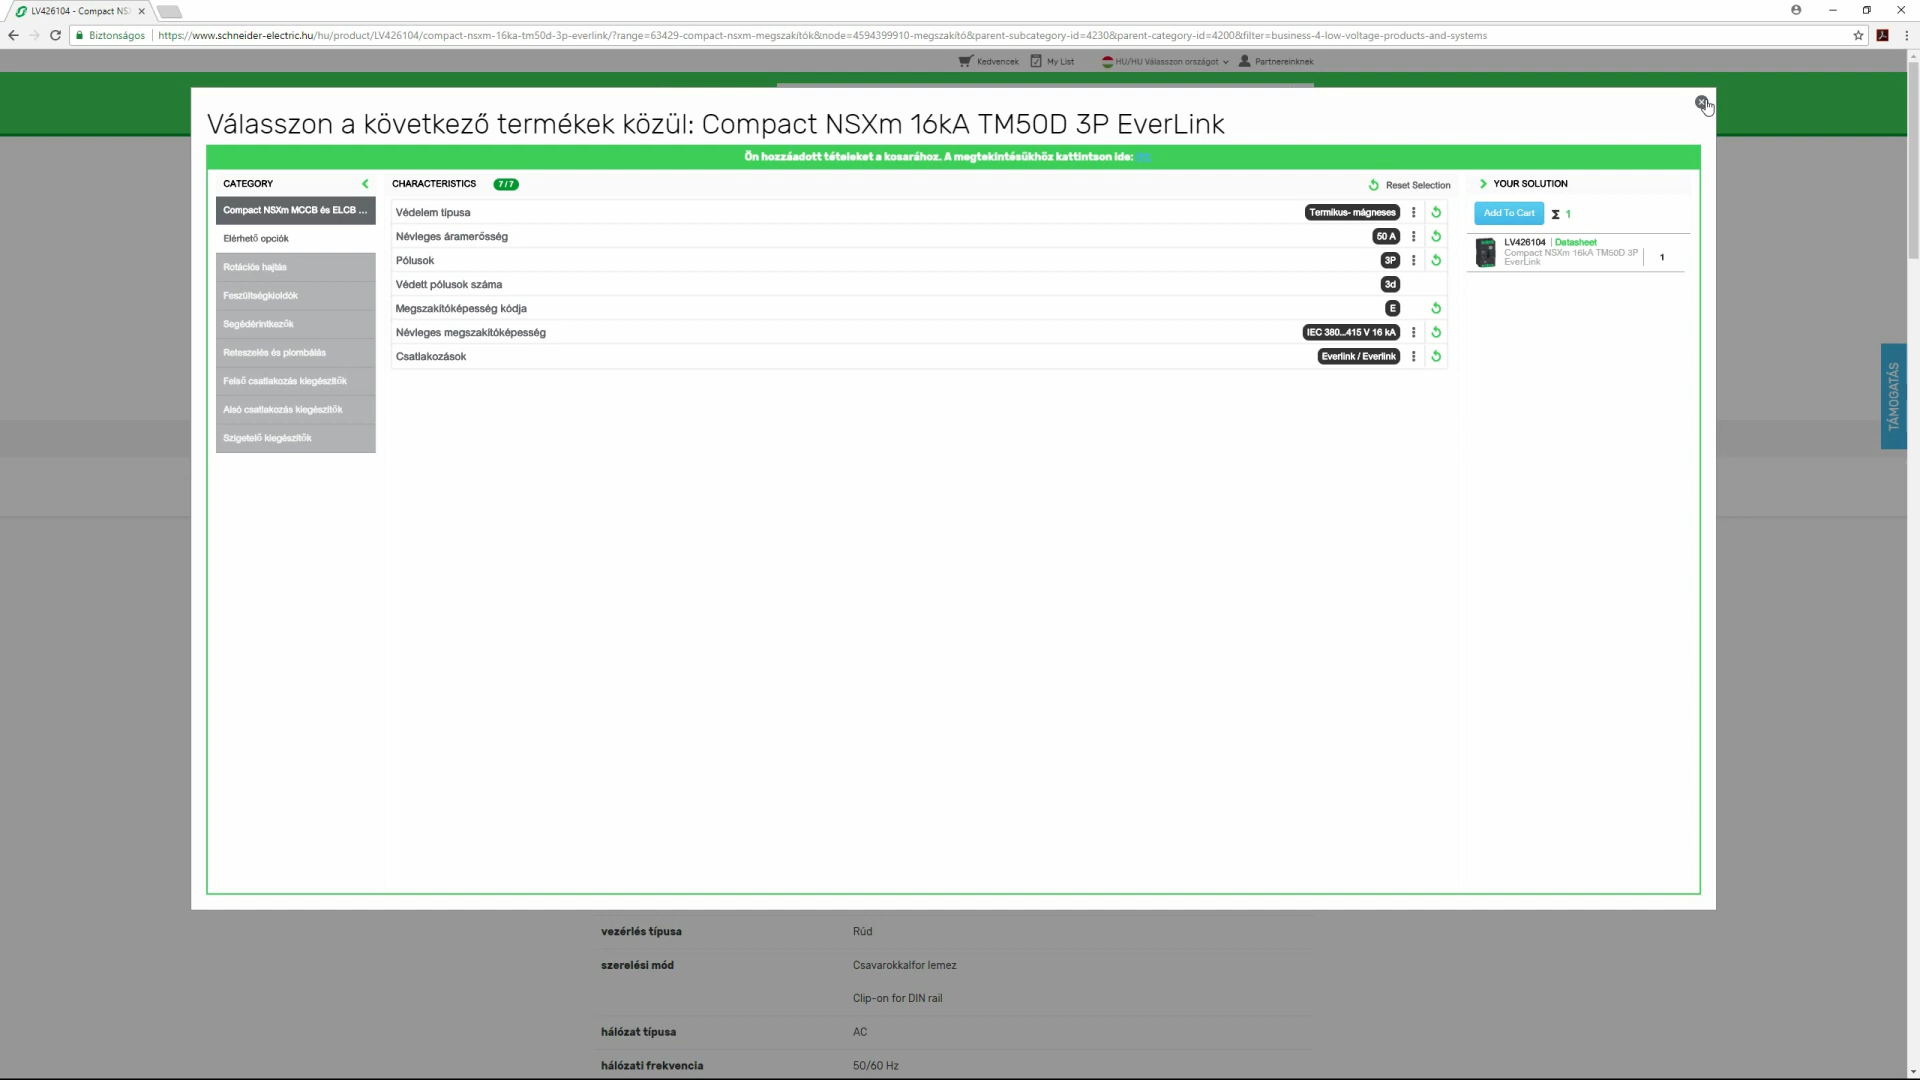 LV426104 - Compact NS
Biztonságos | https://www.schneider-electric.hu/hu/product/LV426104/compact-nsxm-16ka-tm50d-3p-everlink/?range=63429-compact-nsxm-megszakítók&node=4594399910-megszakító&parent-subcategory-id=4230&parent-category-id=4200&filter=business-4-low-voltage-products-and-systems
Kedvencek My List HU/HU Válasszon országot Partnereinknek
Válasszon a következő termékek közül: Compact NSXm 16kA TM50D 3P EverLink
Ön hozzáadott tételeket a kosarához. A megtekintésükhöz kattintson ide:
CATEGORY
Compact NSXm MCCB és ELCB ...
Elérhető opciók
Rotációs hajtás
Feszültségkioldók
Segédérintkezők
Reteszelés és plombálás
Felső csatlakozás kiegészítők
Alsó csatlakozás kiegészítők
Szigetelő kiegészítők
CHARACTERISTICS 7/7 Reset Selection
Védelem típusa Termikus- mágneses
Névleges áramerősség 50 A
Pólusok 3P
Védett pólusok száma 3d
Megszakítóképesség kódja E
Névleges megszakítóképesség IEC 380...415 V 16 kA
Csatlakozások Everlink / Everlink
YOUR SOLUTION
Add To Cart Σ 1
LV426104 | Datasheet
Compact NSXm 16kA TM50D 3P
EverLink
1
TÁMOGATÁS
vezérlés típusa Rúd
szerelési mód Csavarokkalfor lemez
Clip-on for DIN rail
hálózat típusa AC
hálózati frekvencia 50/60 Hz